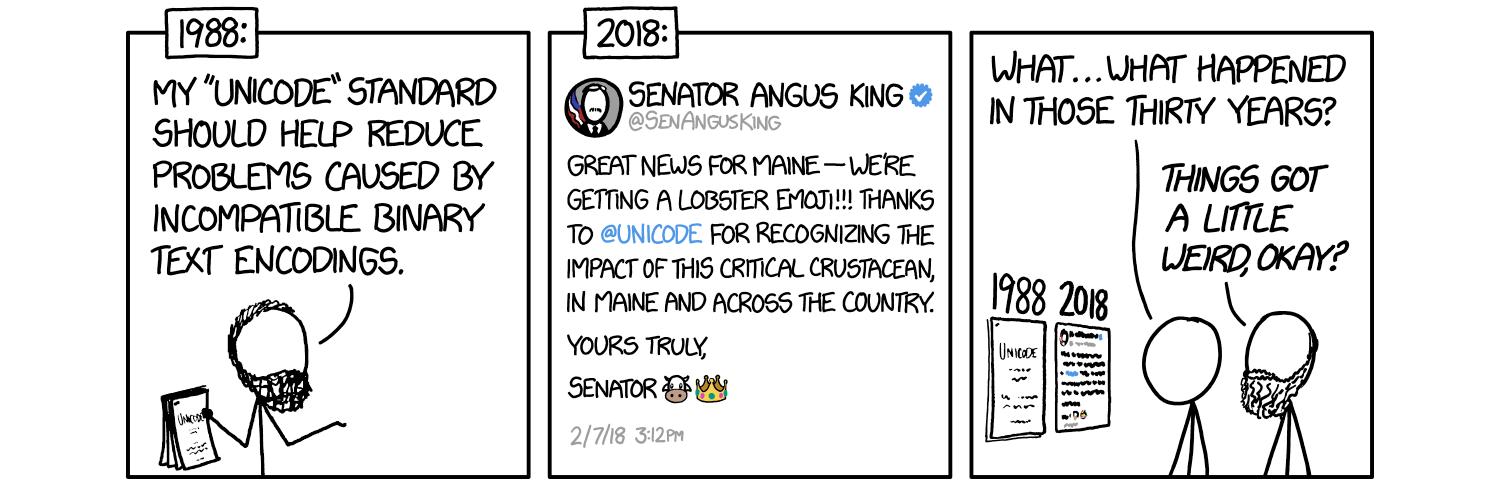 1988:
MY "UNICODE" STANDARD
SHOULD HELP REDUCE
PROBLEMS CAUSED BY
INCOMPATIBLE BINARY
TEXT ENCODINGS.
UNICODE
2018:
SENATOR ANGUS KING
@SENANGUSKING
GREAT NEWS FOR MAINE — WE'RE
GETTING A LOBSTER EMOJI!!! THANKS
TO @UNICODE FOR RECOGNIZING THE
IMPACT OF THIS CRITICAL CRUSTACEAN,
IN MAINE AND ACROSS THE COUNTRY.
YOURS TRULY,
SENATOR 🐮👑
2/7/18 3:12PM
WHAT...WHAT HAPPENED
IN THOSE THIRTY YEARS?
THINGS GOT
A LITTLE
WEIRD, OKAY?
1988 2018
UNICODE